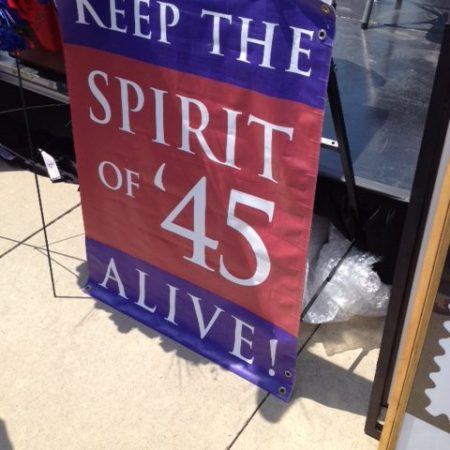 KEEP THE
SPIRIT
OF '45
ALIVE!